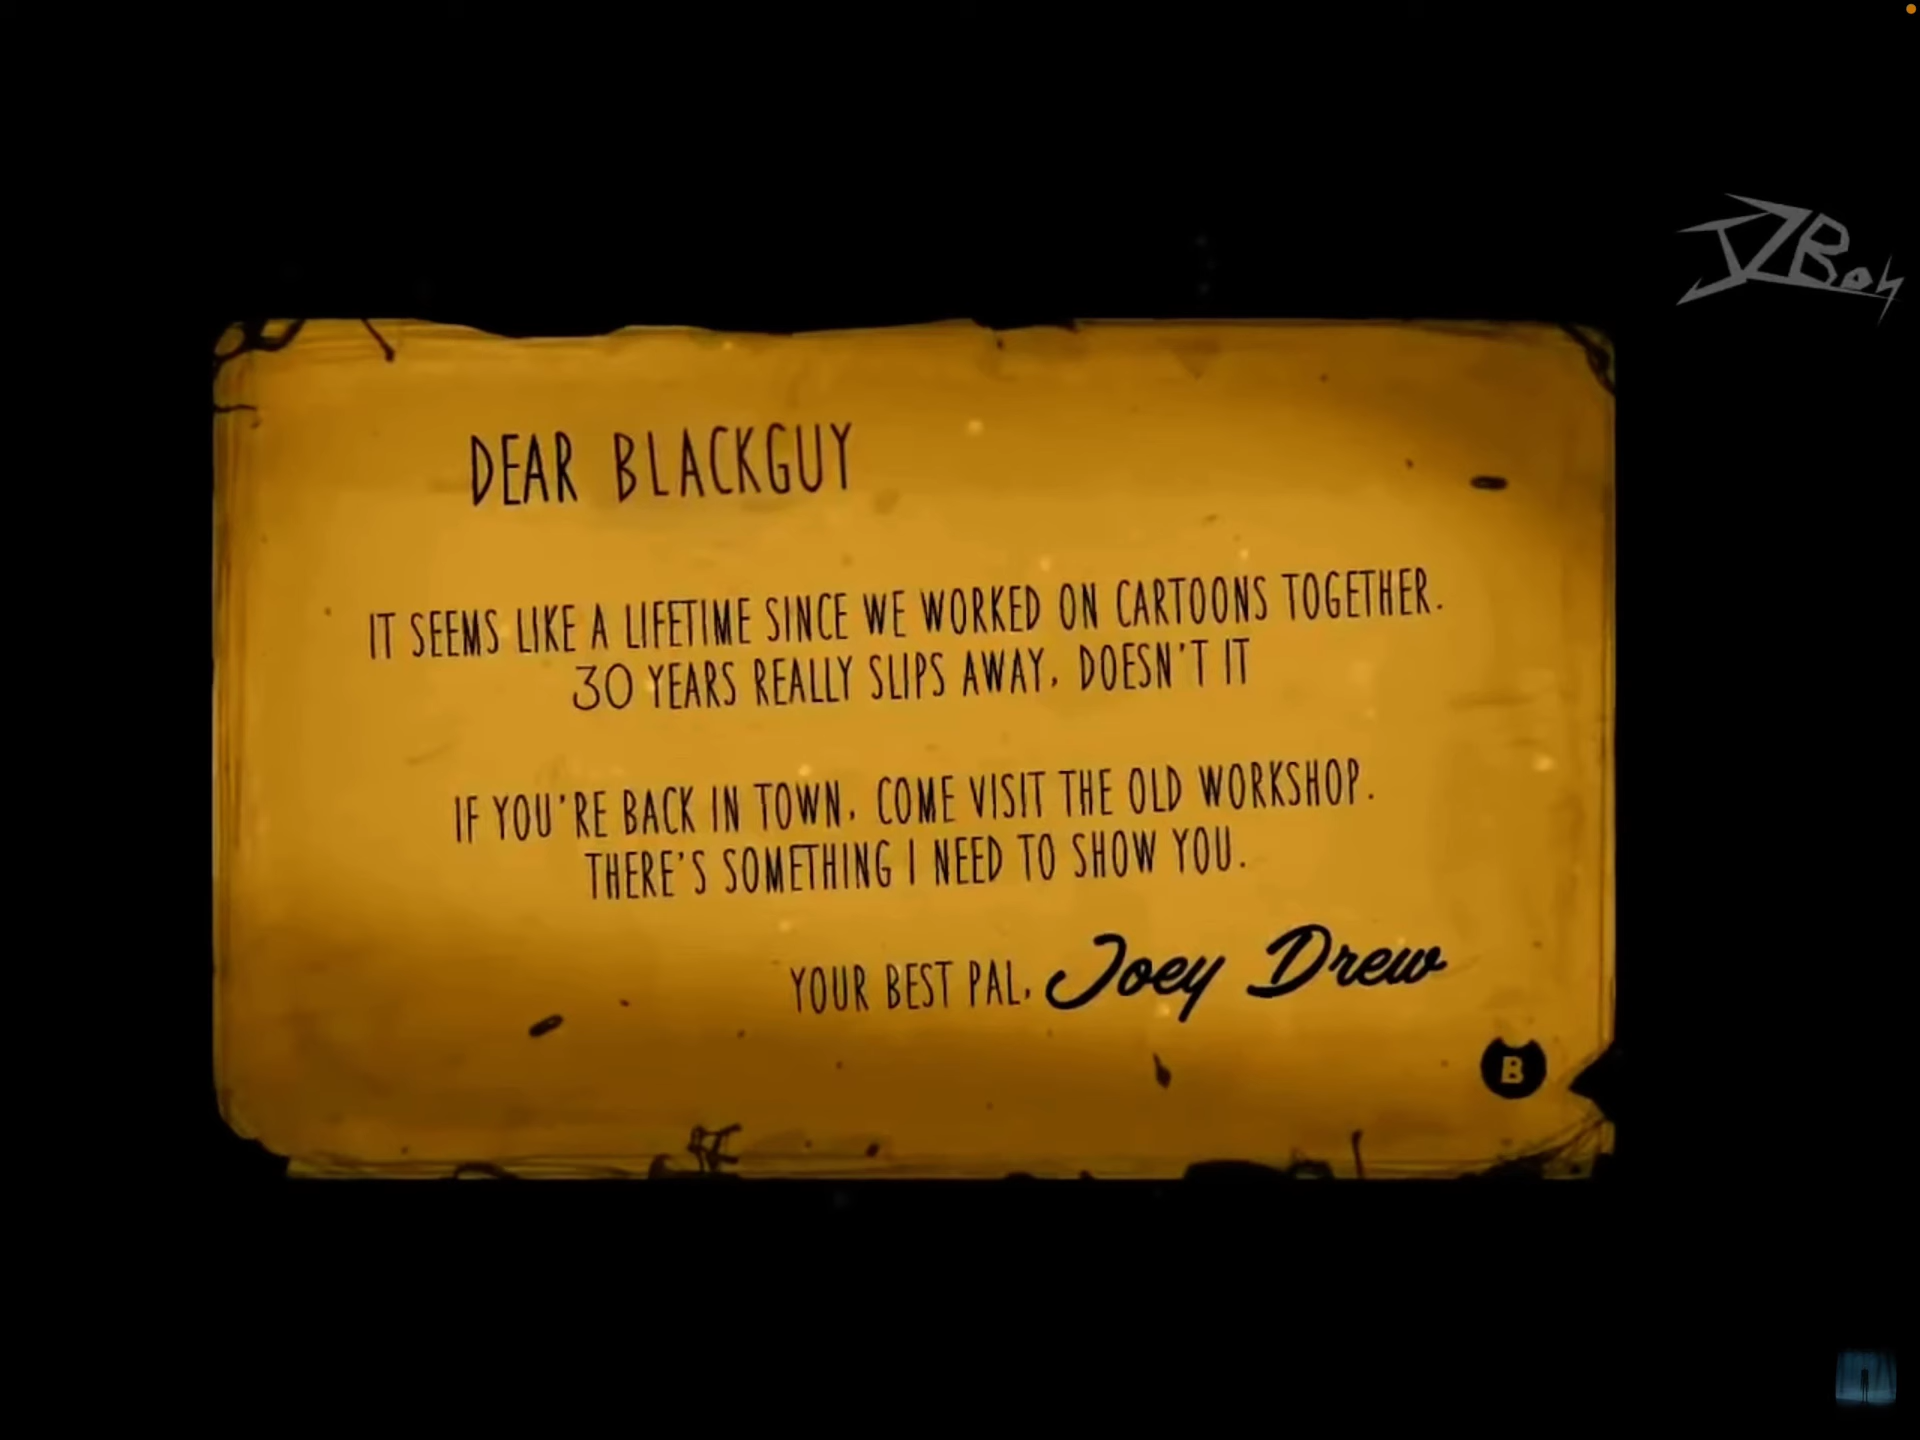 JZBoy
DEAR BLACKGUY
IT SEEMS LIKE A LIFETIME SINCE WE WORKED ON CARTOONS TOGETHER.
30 YEARS REALLY SLIPS AWAY, DOESN'T IT
IF YOU'RE BACK IN TOWN, COME VISIT THE OLD WORKSHOP.
THERE'S SOMETHING I NEED TO SHOW YOU.
YOUR BEST PAL, Joey Drew
B